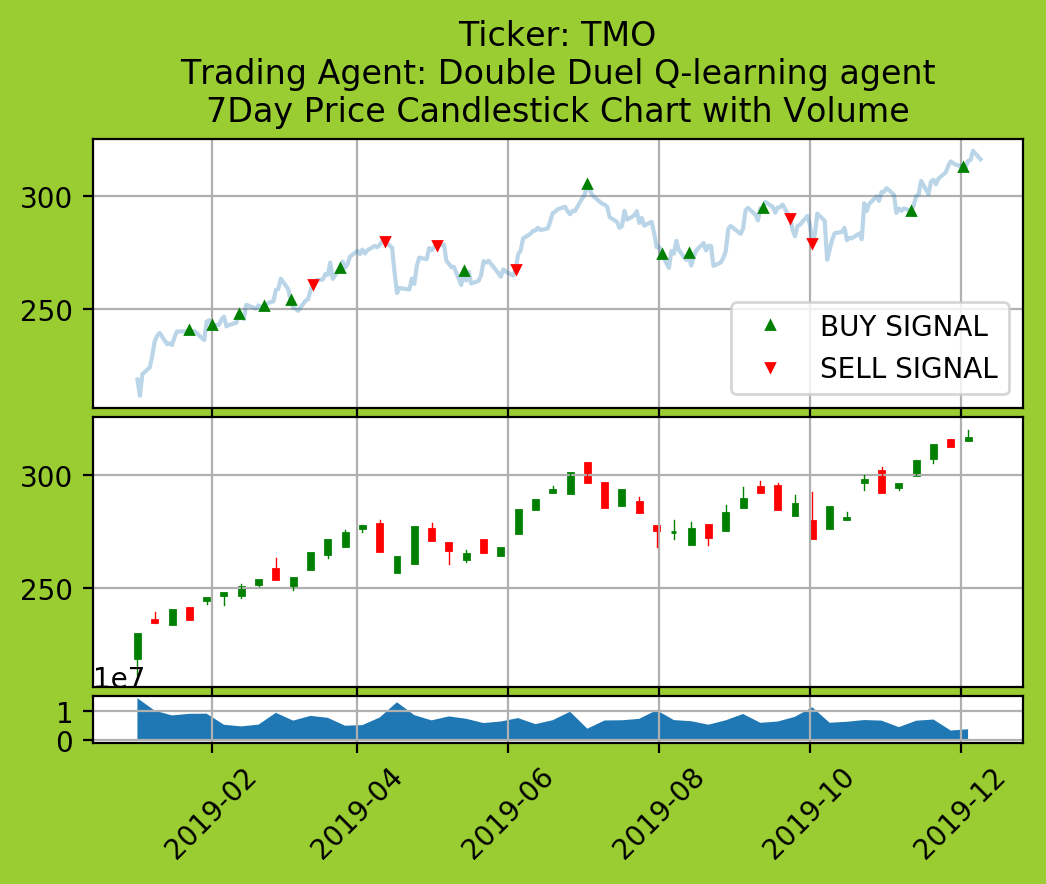 Ticker: TMO
Trading Agent: Double Duel Q-learning agent
7Day Price Candlestick Chart with Volume
300
250
BUY SIGNAL
SELL SIGNAL
300
250
1e7
1
0
2019-02
2019-04
2019-06
2019-08
2019-10
2019-12